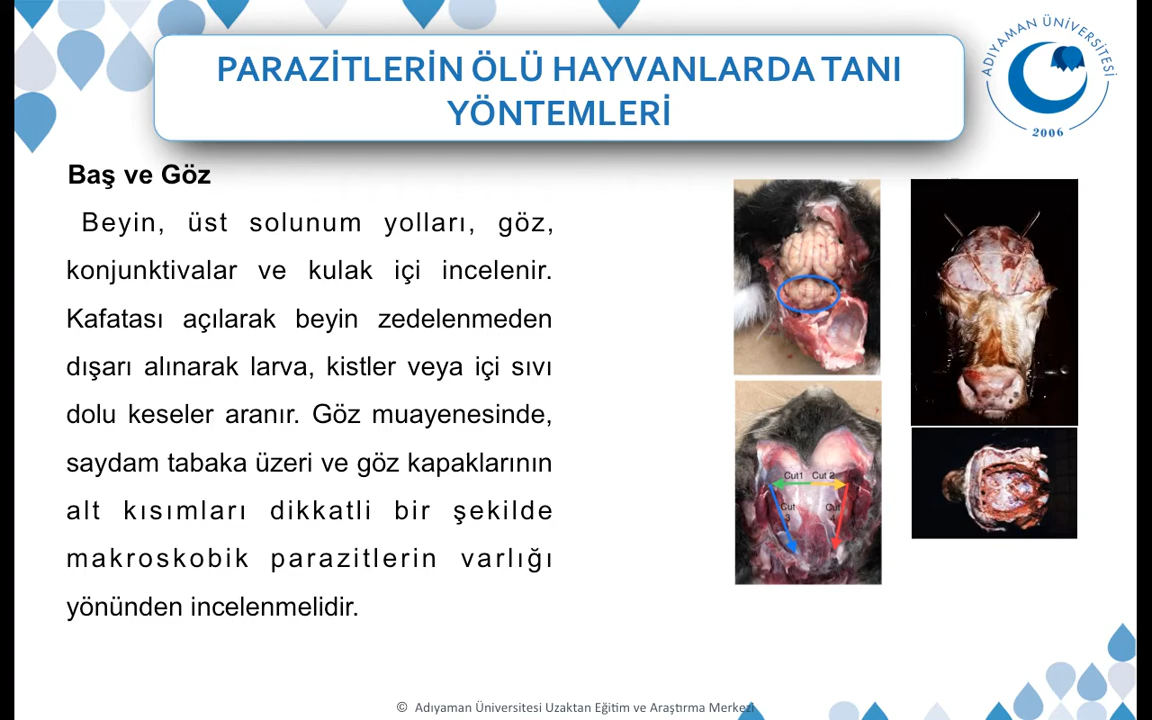 PARAZİTLERİN ÖLÜ HAYVANLARDA TANI
YÖNTEMLERİ
ADIYAMAN ÜNİVERSİTESİ
2006
Baş ve Göz
Beyin, üst solunum yolları, göz,
konjunktivalar ve kulak içi incelenir.
Kafatası açılarak beyin zedelenmeden
dışarı alınarak larva, kistler veya içi sıvı
dolu keseler aranır. Göz muayenesinde,
saydam tabaka üzeri ve göz kapaklarının
alt kısımları dikkatli bir şekilde
makroskobik parazitlerin varlığı
yönünden incelenmelidir.
Cut1 Cut 2
Cut 3
Cut
© Adıyaman Üniversitesi Uzaktan Eğitim ve Araştırma Merkezi